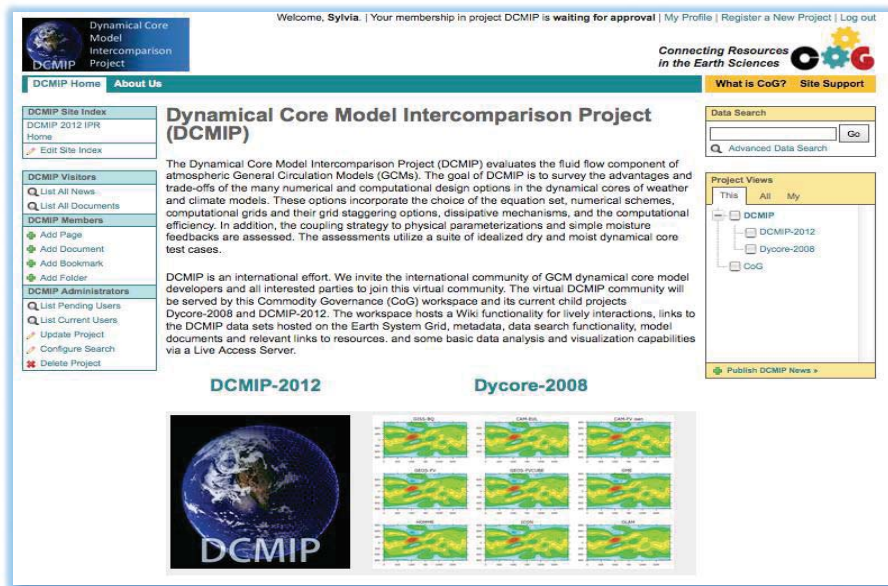 Dynamical Core
Model
Intercomparison
Project
DCMIP
Welcome, Sylvia. | Your membership in project DCMIP is waiting for approval | My Profile | Register a New Project | Log out
Connecting Resources
in the Earth Sciences
COG
DCMIP Home About Us
What is CoG? Site Support
DCMIP Site Index
DCMIP 2012 IPR
Home
Edit Site Index
DCMIP Visitors
List All News
List All Documents
DCMIP Members
Add Page
Add Document
Add Bookmark
Add Folder
DCMIP Administrators
List Pending Users
List Current Users
Update Project
Configure Search
Delete Project
Dynamical Core Model Intercomparison Project
(DCMIP)
The Dynamical Core Model Intercomparison Project (DCMIP) evaluates the fluid flow component of
atmospheric General Circulation Models (GCMs). The goal of DCMIP is to survey the advantages and
trade-offs of the many numerical and computational design options in the dynamical cores of weather
and climate models. These options incorporate the choice of the equation set, numerical schemes,
computational grids and their grid staggering options, dissipative mechanisms, and the computational
efficiency. In addition, the coupling strategy to physical parameterizations and simple moisture
feedbacks are assessed. The assessments utilize a suite of idealized dry and moist dynamical core
test cases.
DCMIP is an international effort. We invite the international community of GCM dynamical core model
developers and all interested parties to join this virtual community. The virtual DCMIP community will
be served by this Commodity Governance (CoG) workspace and its current child projects
Dycore-2008 and DCMIP-2012. The workspace hosts a Wiki functionality for lively interactions, links to
the DCMIP data sets hosted on the Earth System Grid, metadata, data search functionality, model
documents and relevant links to resources. and some basic data analysis and visualization capabilities
via a Live Access Server.
DCMIP-2012 Dycore-2008
DCMIP
Data Search
Go
Advanced Data Search
Project Views
This All My
DCMIP
DCMIP-2012
Dycore-2008
CoG
Publish DCMIP News »